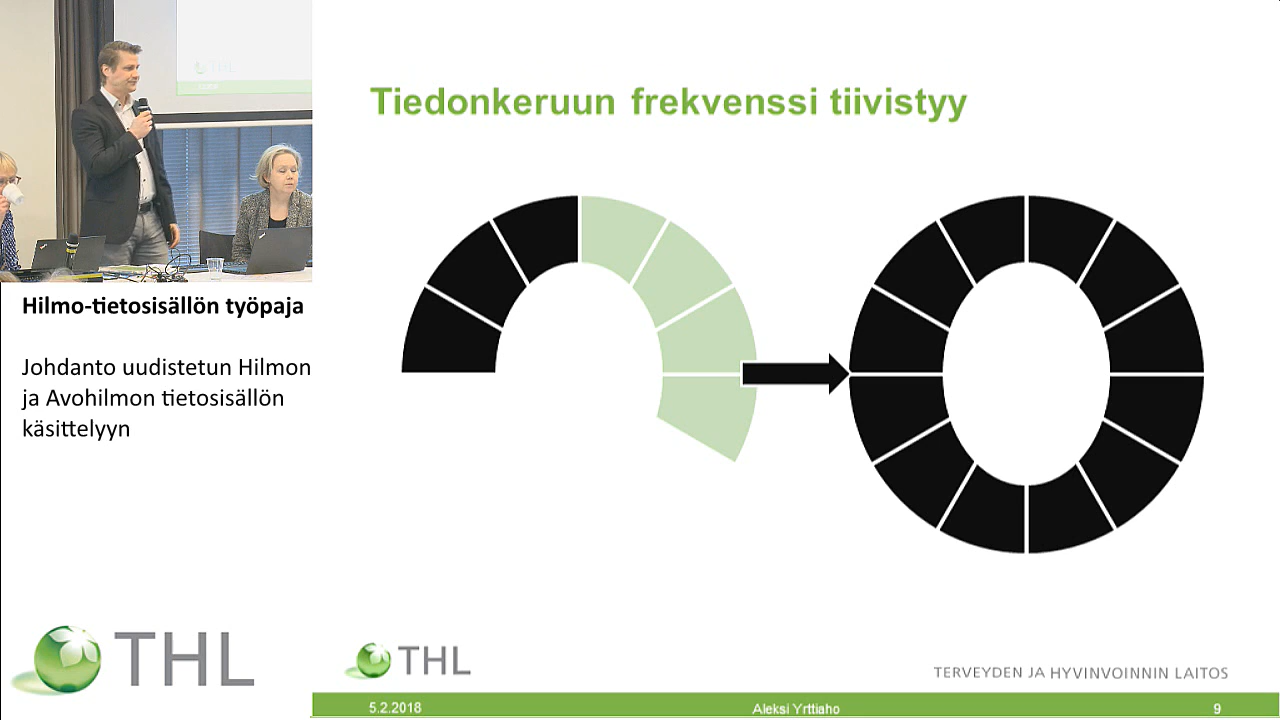 THL
Tiedonkeruun frekvenssi tiivistyy
Hilmo-tietosisällön työpaja
Johdanto uudistetun Hilmon
ja Avohilmon tietosisällön
käsittelyyn
THL
THL
TERVEYDEN JA HYVINVOINNIN LAITOS
5.2.2018
Aleksi Yrttiaho
9